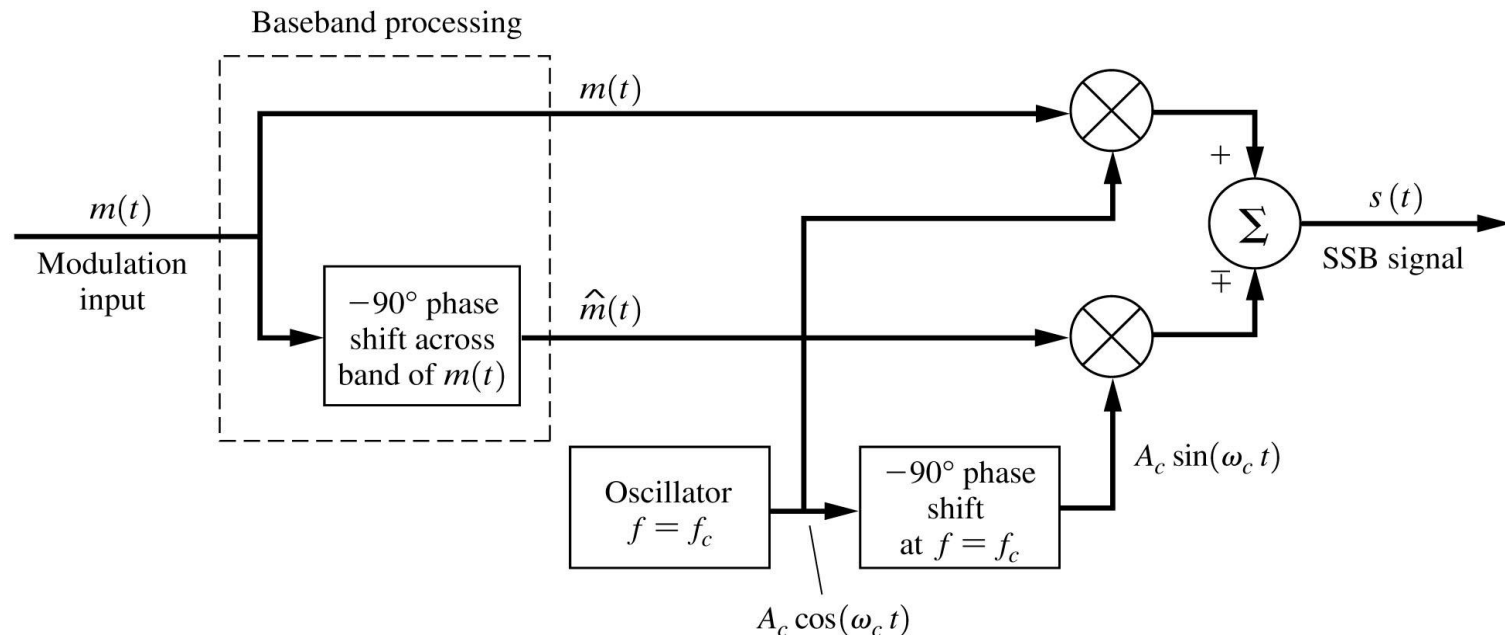 Baseband processing
m(t)
m(t)
Modulation
input
−90° phase
shift across
band of m(t)
m̂(t)
+
∓
Σ
s(t)
SSB signal
Oscillator
f = f_c
−90° phase
shift
at f = f_c
A_c sin(ω_c t)
A_c cos(ω_c t)